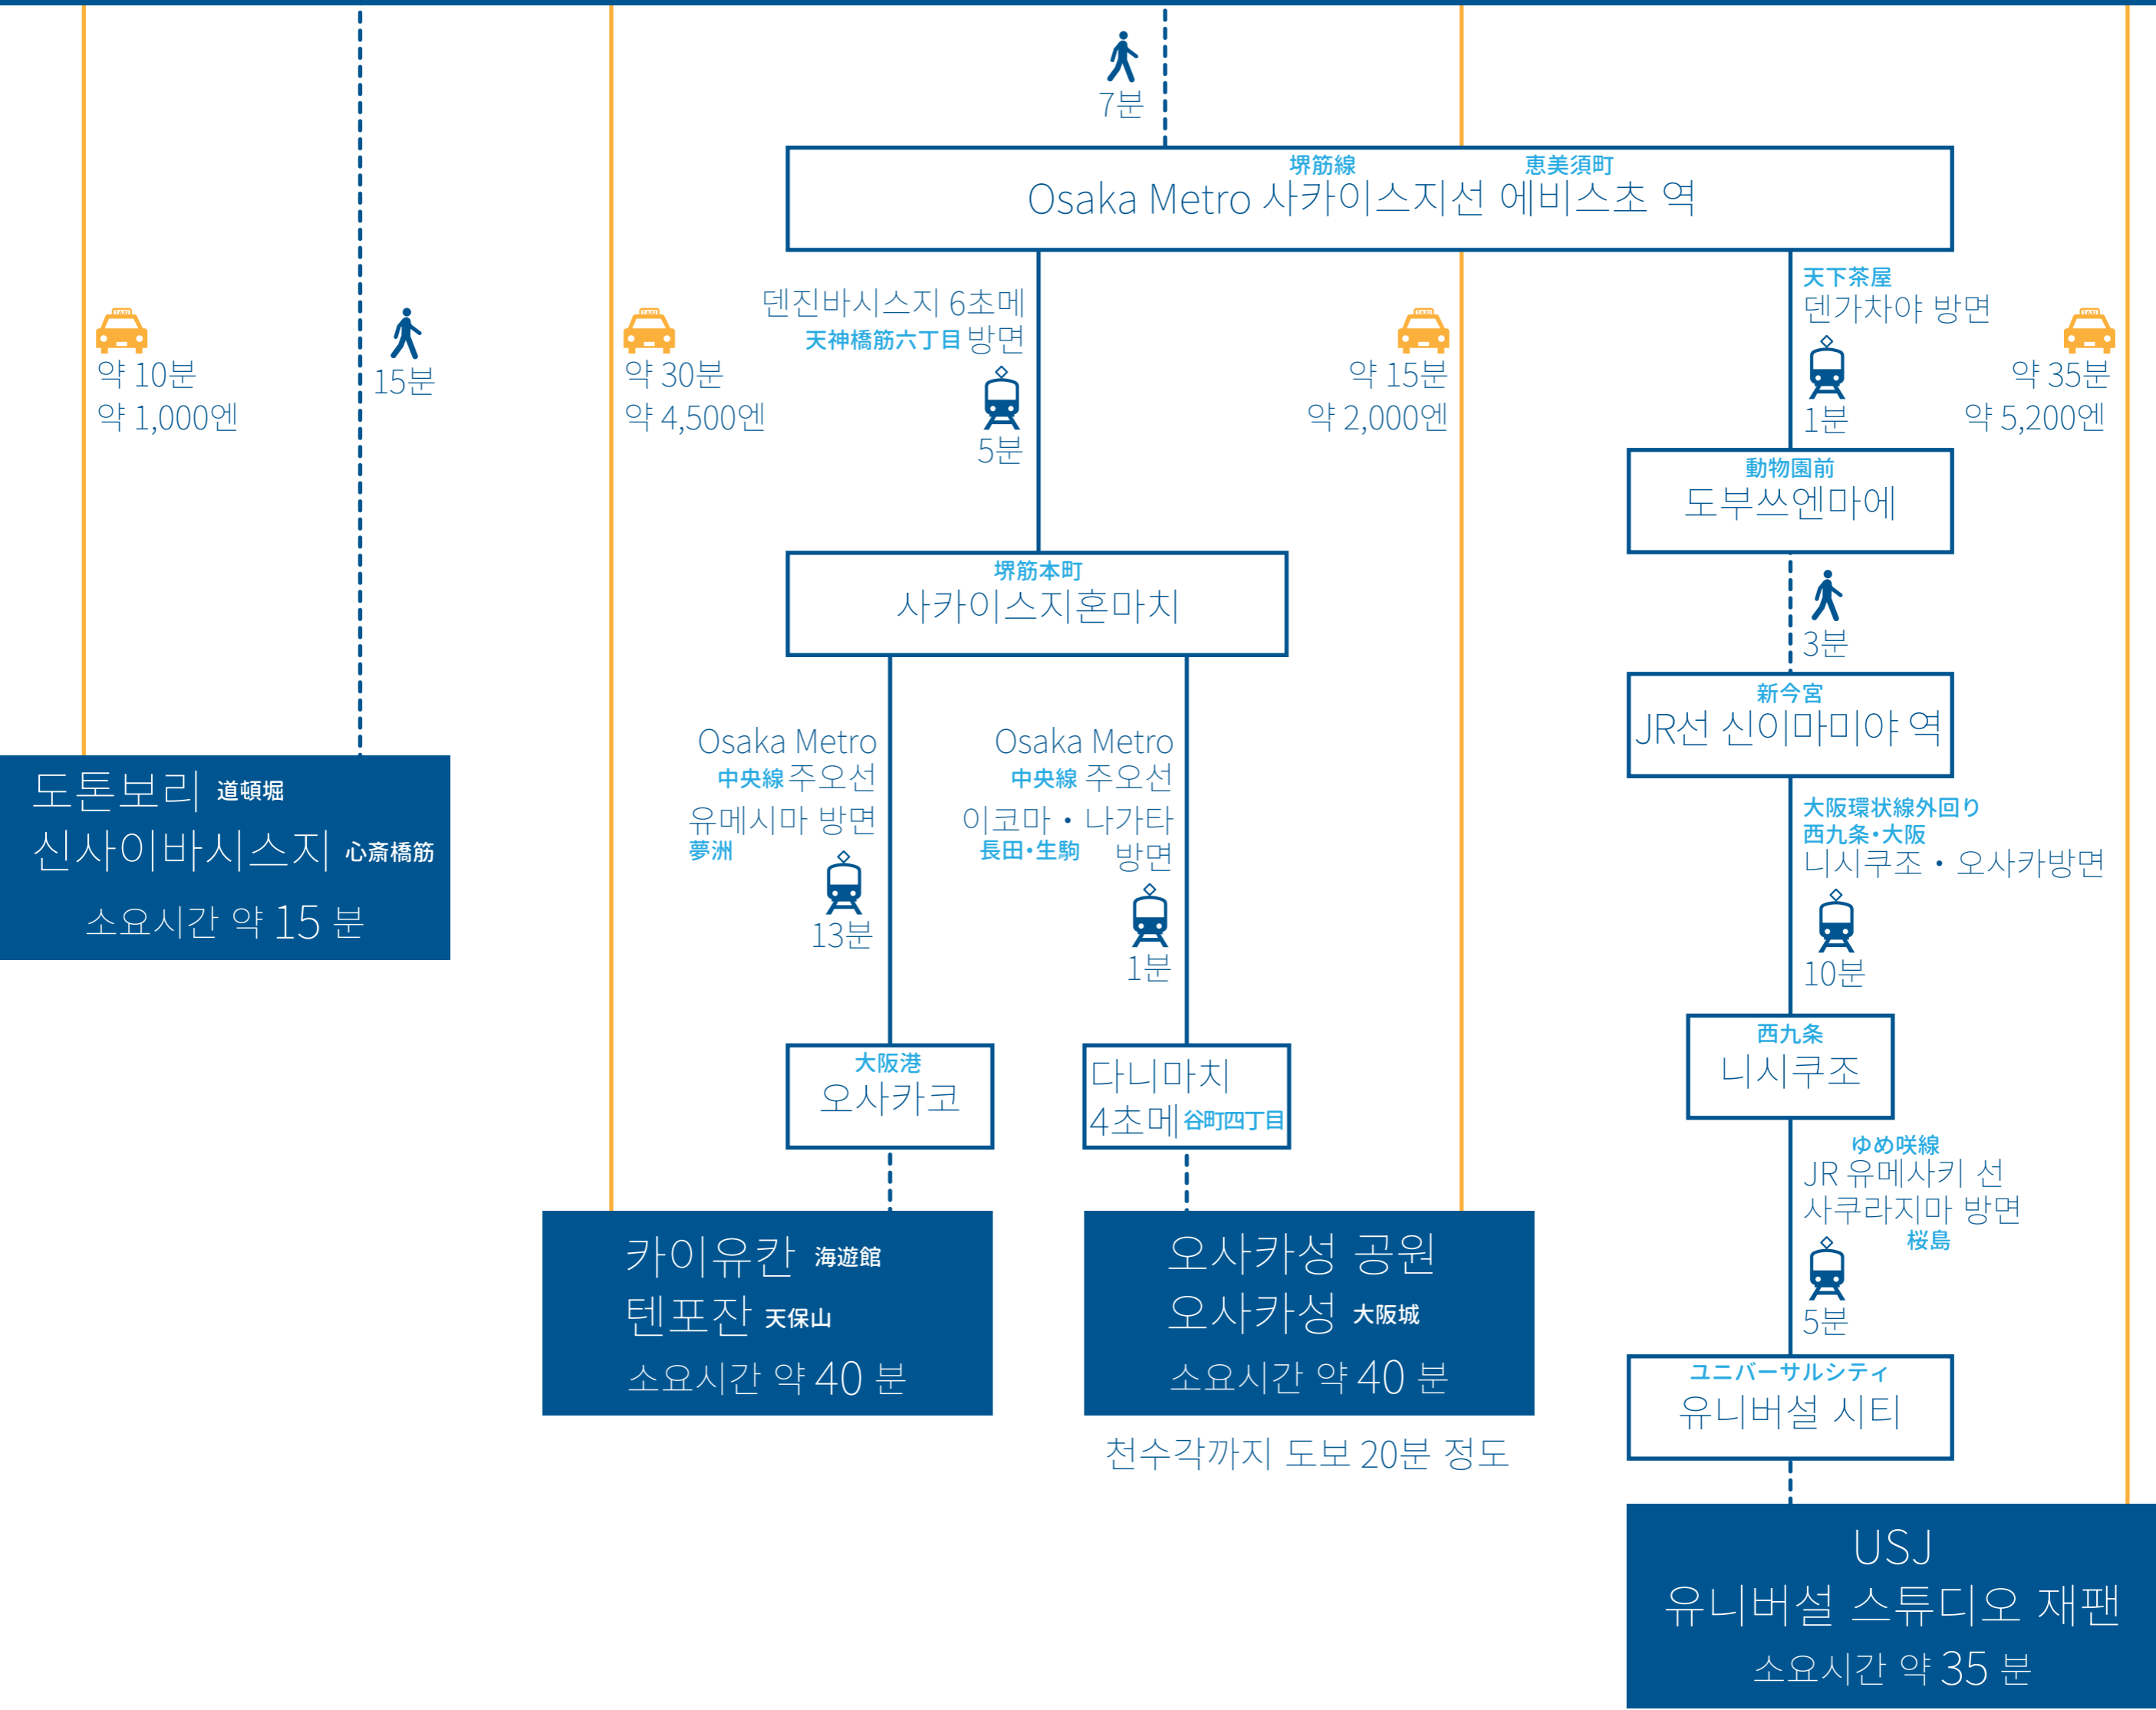 7분
堺筋線 恵美須町
Osaka Metro 사카이스지선 에비스초 역
약 10분
약 1,000엔
15분
TAXI
약 30분
약 4,500엔
덴진바시스지 6초메
天神橋筋六丁目 방면
5분
약 15분
약 2,000엔
天下茶屋
덴가차야 방면
1분
약 35분
약 5,200엔
動物園前
도부쓰엔마에
3분
堺筋本町
사카이스지혼마치
新今宮
JR선 신이마미야 역
Osaka Metro
中央線 주오선
유메시마 방면
夢洲
13분
Osaka Metro
中央線 주오선
이코마・나가타
長田・生駒 방면
1분
大阪環状線外回り
西九条・大阪
니시쿠조・오사카방면
10분
도톤보리 道頓堀
신사이바시스지 心斎橋筋
소요시간 약 15 분
大阪港
오사카코
다니마치
4초메 谷町四丁目
西九条
니시쿠조
ゆめ咲線
JR 유메사키 선
사쿠라지마 방면
桜島
5분
카이유칸 海遊館
텐포잔 天保山
소요시간 약 40 분
오사카성 공원
오사카성 大阪城
소요시간 약 40 분
천수각까지 도보 20분 정도
ユニバーサルシティ
유니버설 시티
USJ
유니버설 스튜디오 재팬
소요시간 약 35 분